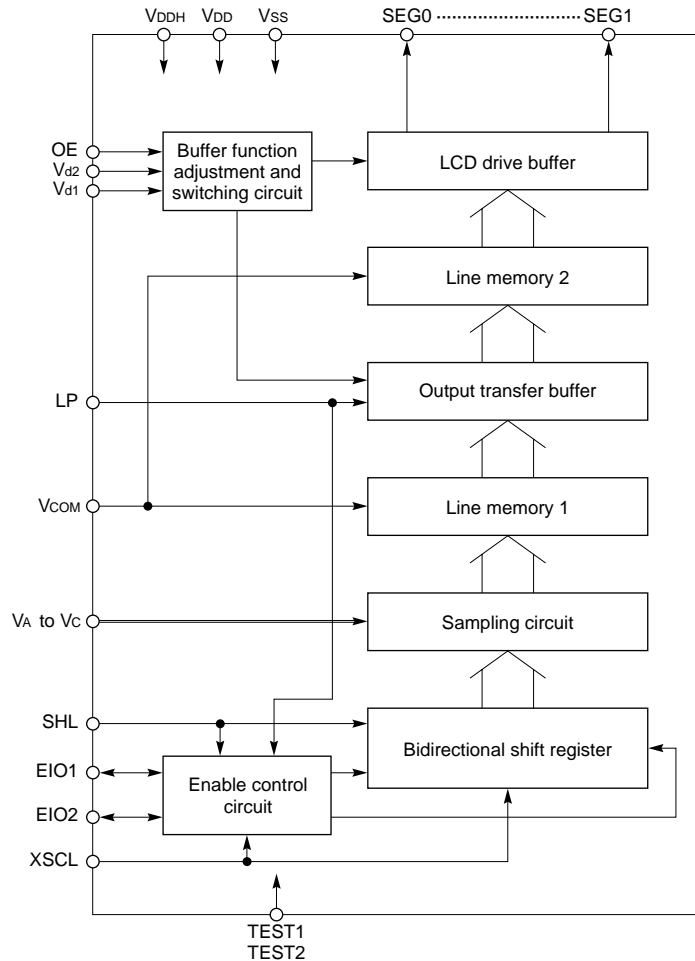 VDDH VDD VSS SEG0 SEG1
OE
Vd2
Vd1
Buffer function
adjustment and
switching circuit
LCD drive buffer
Line memory 2
LP
Output transfer buffer
VCOM
Line memory 1
VA to VC
Sampling circuit
SHL
Bidirectional shift register
EIO1
Enable control
circuit
EIO2
XSCL
TEST1
TEST2